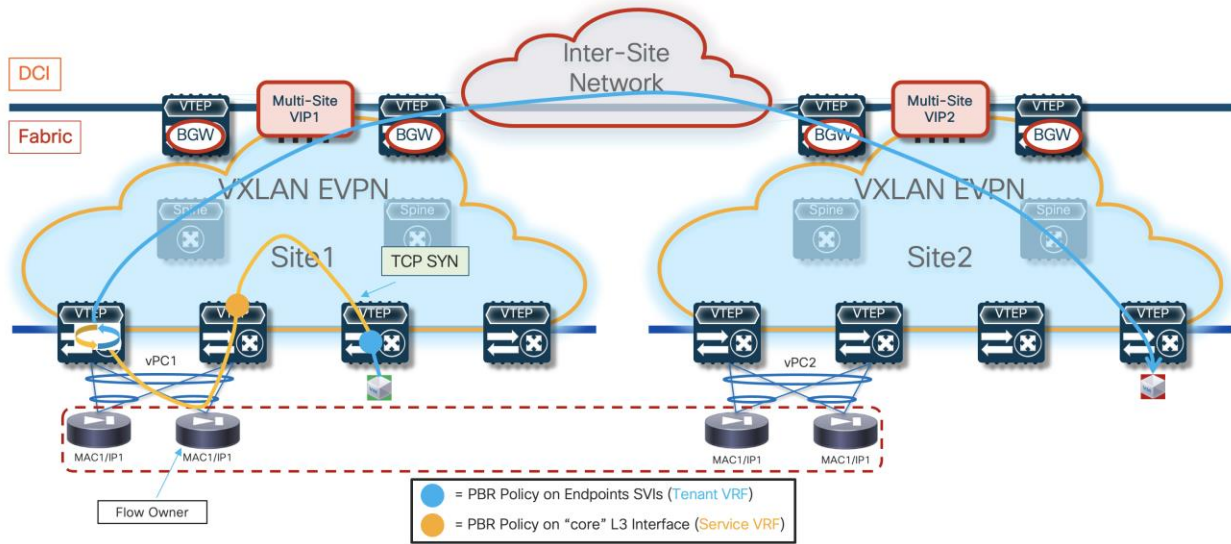 Inter-Site
Network
DCI
Fabric
VTEP
BGW
Multi-Site
VIP1
VTEP
BGW
VTEP
BGW
Multi-Site
VIP2
VTEP
BGW
VXLAN EVPN
VXLAN EVPN
Spine
Spine
Spine
Spine
Site1
Site2
TCP SYN
VTEP
VTEP
VTEP
VTEP
VTEP
VTEP
VTEP
VTEP
vPC1
vPC2
MAC1/IP1
MAC1/IP1
MAC1/IP1
MAC1/IP1
Flow Owner
= PBR Policy on Endpoints SVIs (Tenant VRF)
= PBR Policy on “core” L3 Interface (Service VRF)